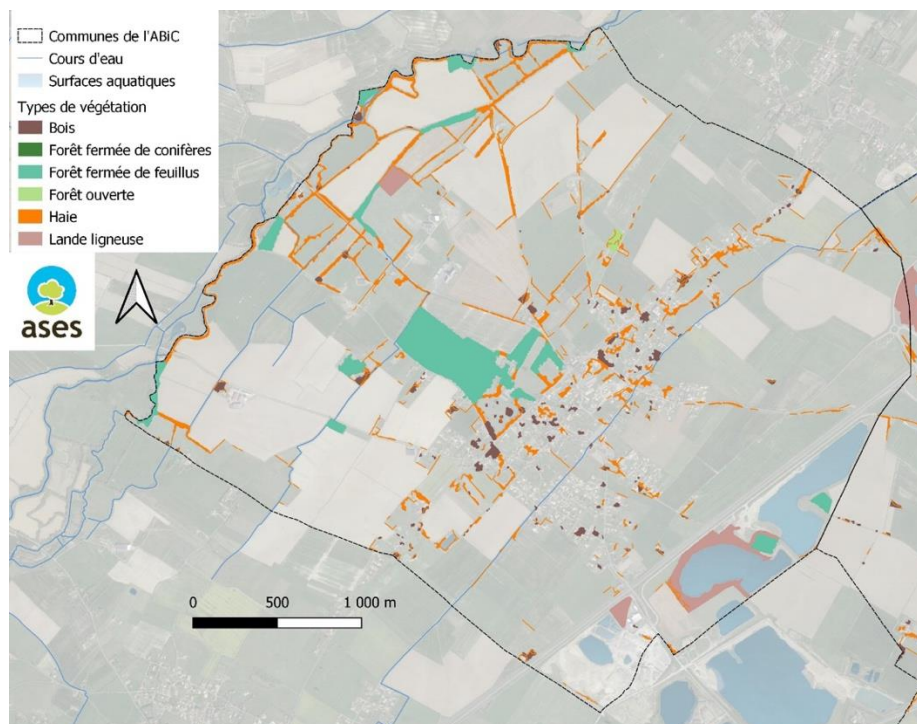 Communes de l'ABiC
Cours d'eau
Surfaces aquatiques
Types de végétation
Bois
Forêt fermée de conifères
Forêt fermée de feuillus
Forêt ouverte
Haie
Lande ligneuse
ases
0 500 1 000 m